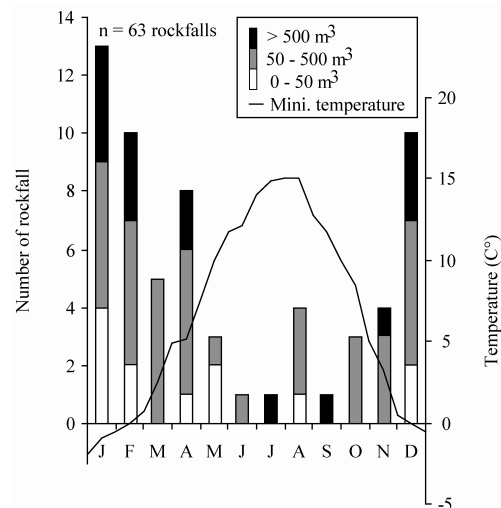 n = 63 rockfalls
> 500 m³
50 - 500 m³
0 - 50 m³
Mini. temperature
Number of rockfall
14
12
10
8
6
4
2
0
Temperature (C°)
20
15
10
5
0
-5
J F M A M J J A S O N D